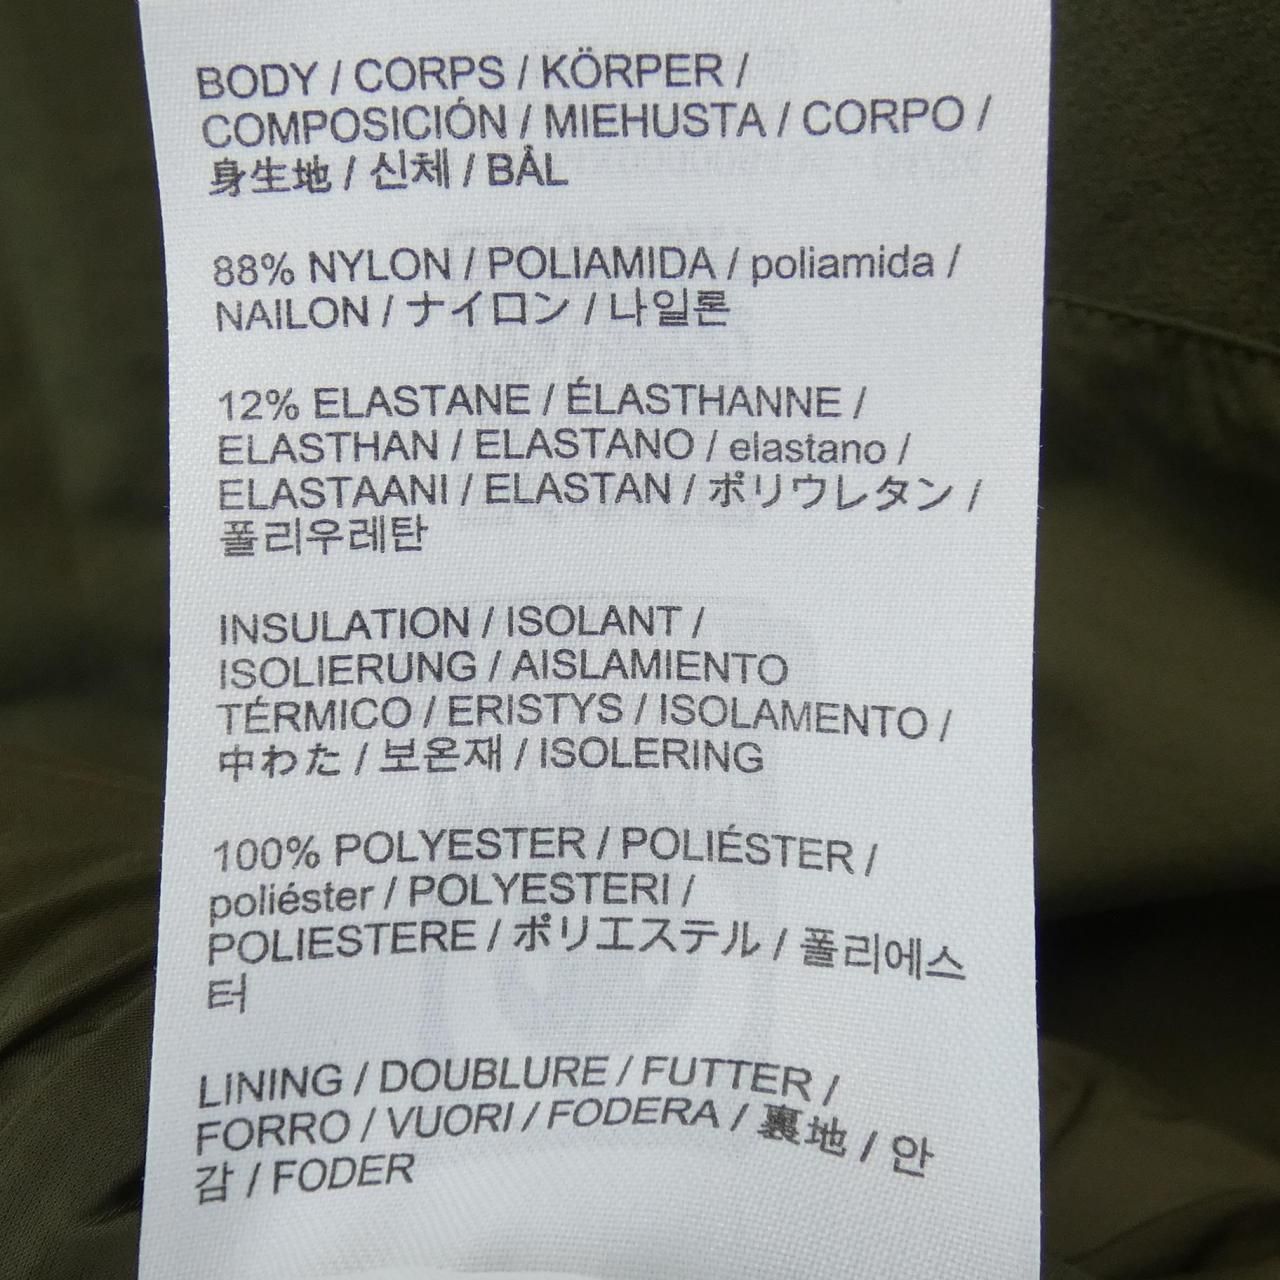 BODY / CORPS / KÖRPER /
COMPOSICIÓN / MIEHUSTA / CORPO /
身生地 / 신체 / BÅL
88% NYLON / POLIAMIDA / poliamida /
NAILON / ナイロン / 나일론
12% ELASTANE / ÉLASTHANNE /
ELASTHAN / ELASTANO / elastano /
ELASTAANI / ELASTAN / ポリウレタン /
폴리우레탄
INSULATION / ISOLANT /
ISOLIERUNG / AISLAMIENTO
TÉRMICO / ERISTYS / ISOLAMENTO /
中わた / 보온재 / ISOLERING
100% POLYESTER / POLIÉSTER /
poliéster / POLYESTERI /
POLIESTERE / ポリエステル / 폴리에스
터
LINING / DOUBLURE / FUTTER /
FORRO / VUORI / FODERA / 裏地 / 안
감 / FODER